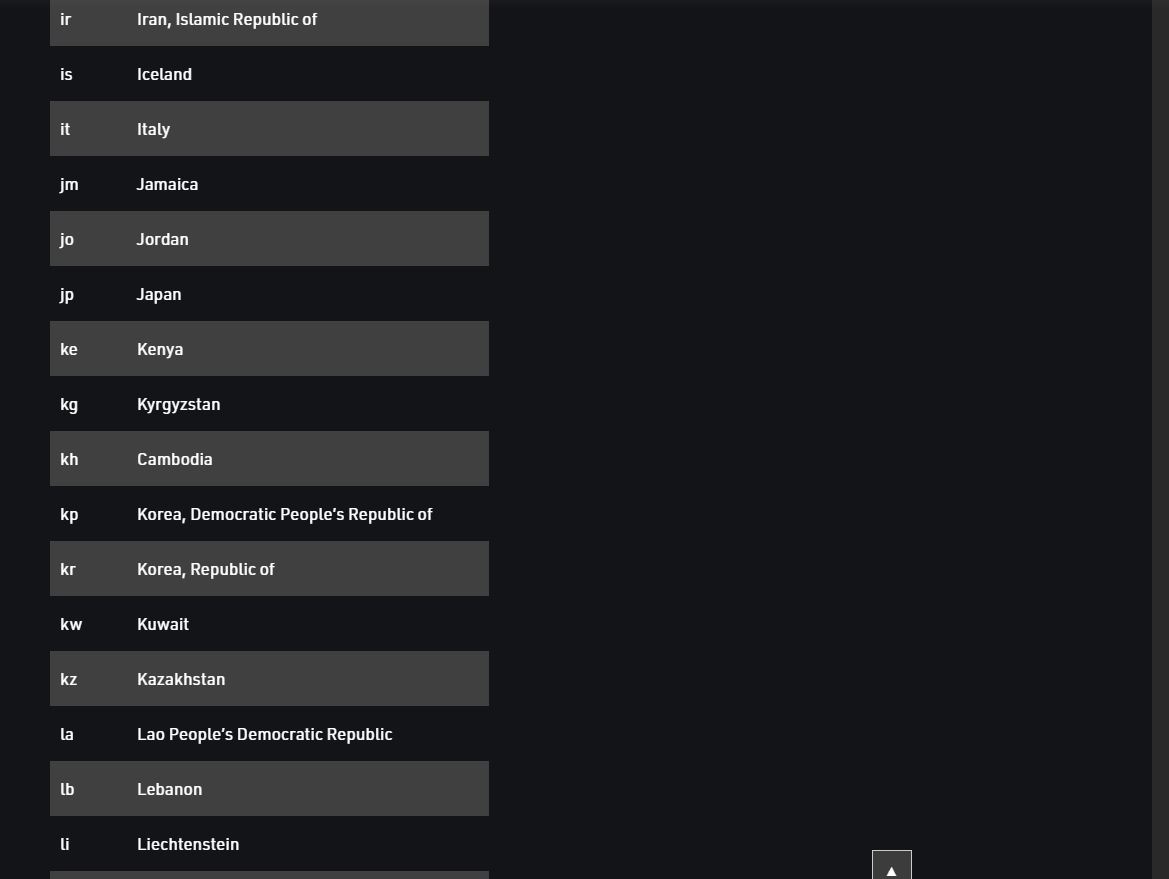 ir Iran, Islamic Republic of
is Iceland
it Italy
jm Jamaica
jo Jordan
jp Japan
ke Kenya
kg Kyrgyzstan
kh Cambodia
kp Korea, Democratic People's Republic of
kr Korea, Republic of
kw Kuwait
kz Kazakhstan
la Lao People's Democratic Republic
lb Lebanon
li Liechtenstein